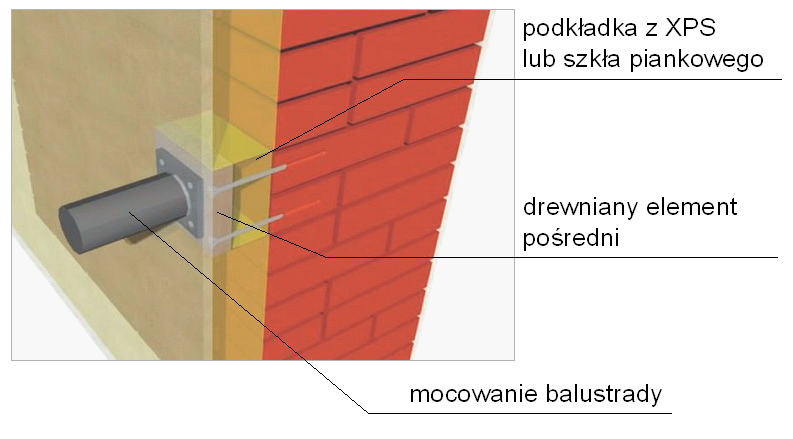 podkładka z XPS
lub szkła piankowego
drewniany element
pośredni
mocowanie balustrady